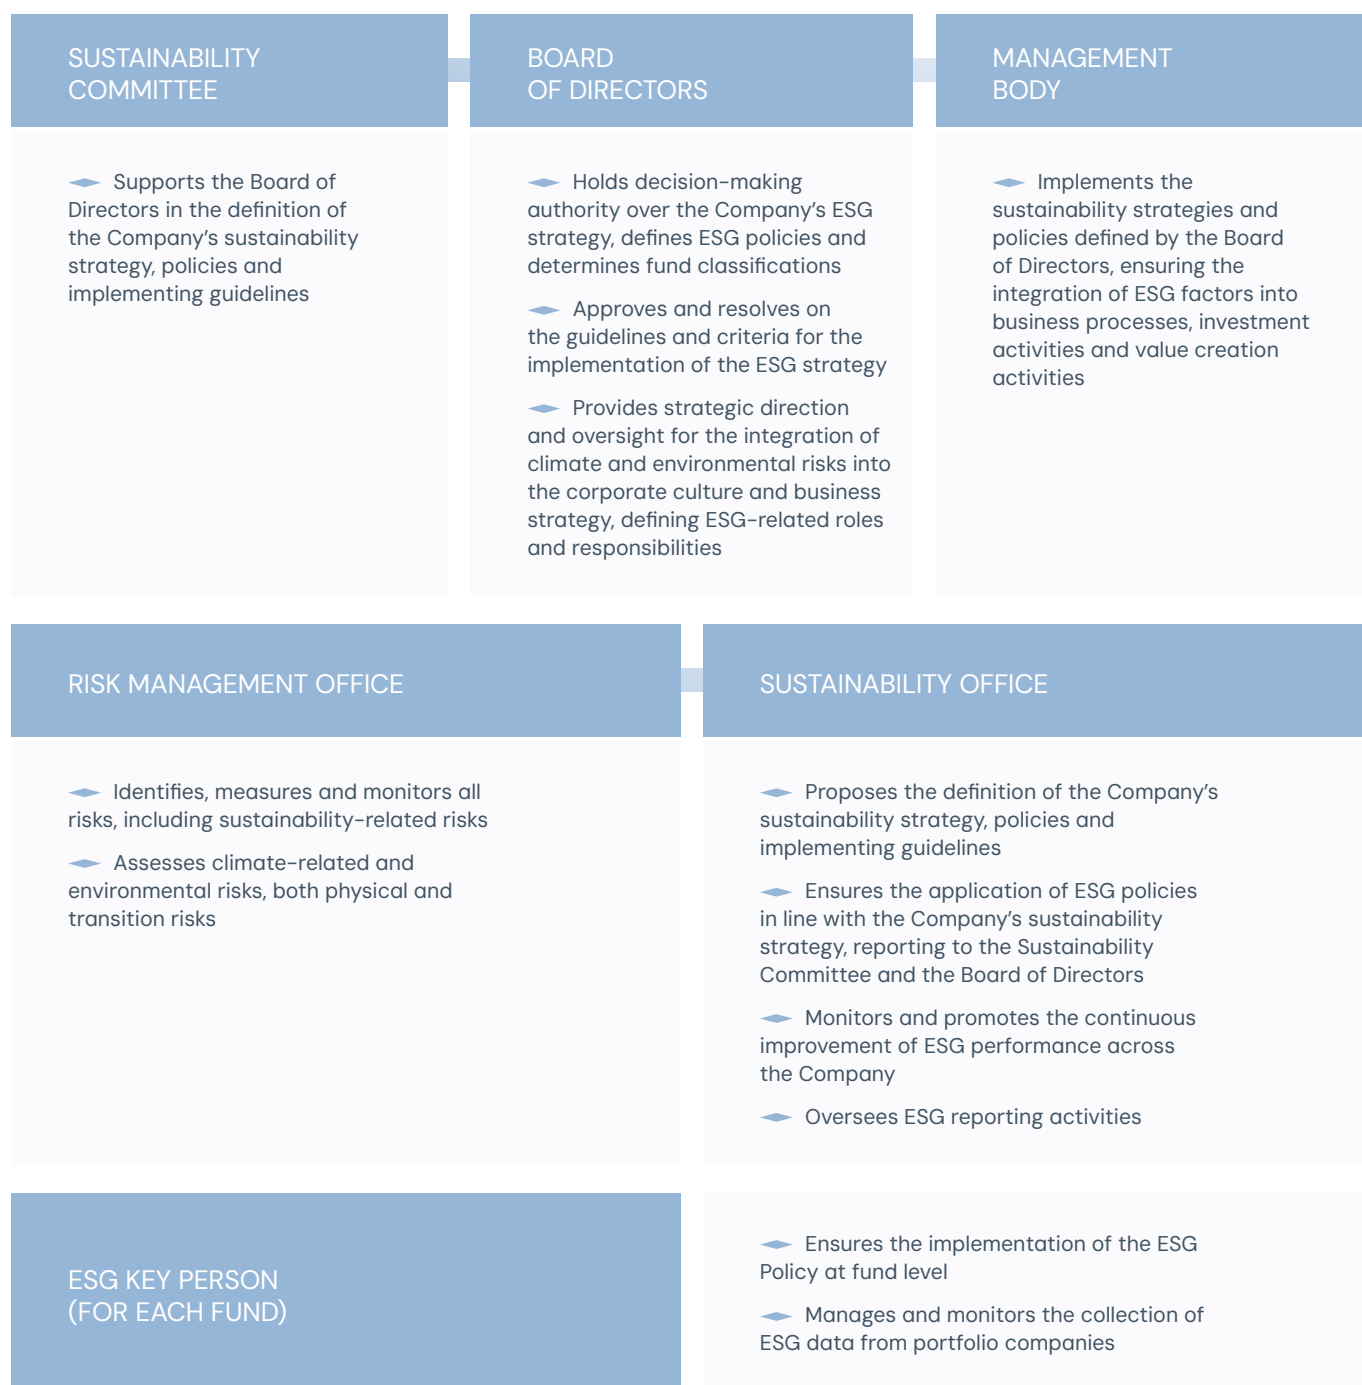 SUSTAINABILITY
COMMITTEE
Supports the Board of
Directors in the definition of
the Company’s sustainability
strategy, policies and
implementing guidelines
BOARD
OF DIRECTORS
Holds decision-making
authority over the Company’s ESG
strategy, defines ESG policies and
determines fund classifications
Approves and resolves on
the guidelines and criteria for the
implementation of the ESG strategy
Provides strategic direction
and oversight for the integration of
climate and environmental risks into
the corporate culture and business
strategy, defining ESG-related roles
and responsibilities
MANAGEMENT
BODY
Implements the
sustainability strategies and
policies defined by the Board
of Directors, ensuring the
integration of ESG factors into
business processes, investment
activities and value creation
activities
RISK MANAGEMENT OFFICE
Identifies, measures and monitors all
risks, including sustainability-related risks
Assesses climate-related and
environmental risks, both physical and
transition risks
SUSTAINABILITY OFFICE
Proposes the definition of the Company’s
sustainability strategy, policies and
implementing guidelines
Ensures the application of ESG policies
in line with the Company’s sustainability
strategy, reporting to the Sustainability
Committee and the Board of Directors
Monitors and promotes the continuous
improvement of ESG performance across
the Company
Oversees ESG reporting activities
ESG KEY PERSON
(FOR EACH FUND)
Ensures the implementation of the ESG
Policy at fund level
Manages and monitors the collection of
ESG data from portfolio companies